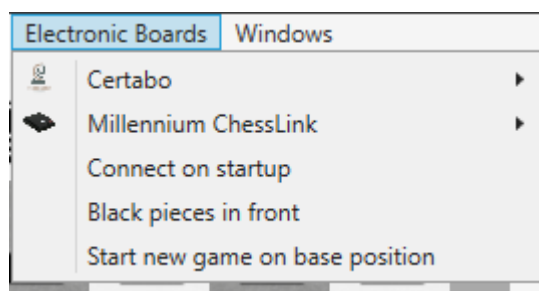 Electronic Boards Windows
Certabo
Millennium ChessLink
Connect on startup
Black pieces in front
Start new game on base position